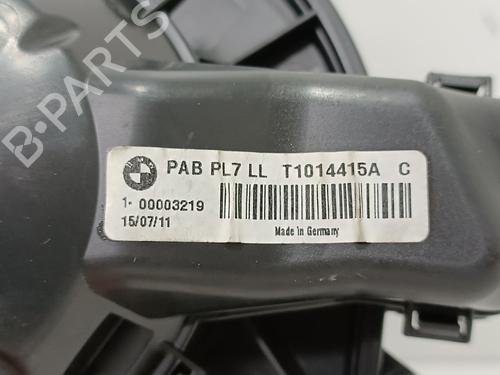 B-PARTS
PAB PL7 LL T1014415A C
1- 00003219
15/07/11
Made in Germany